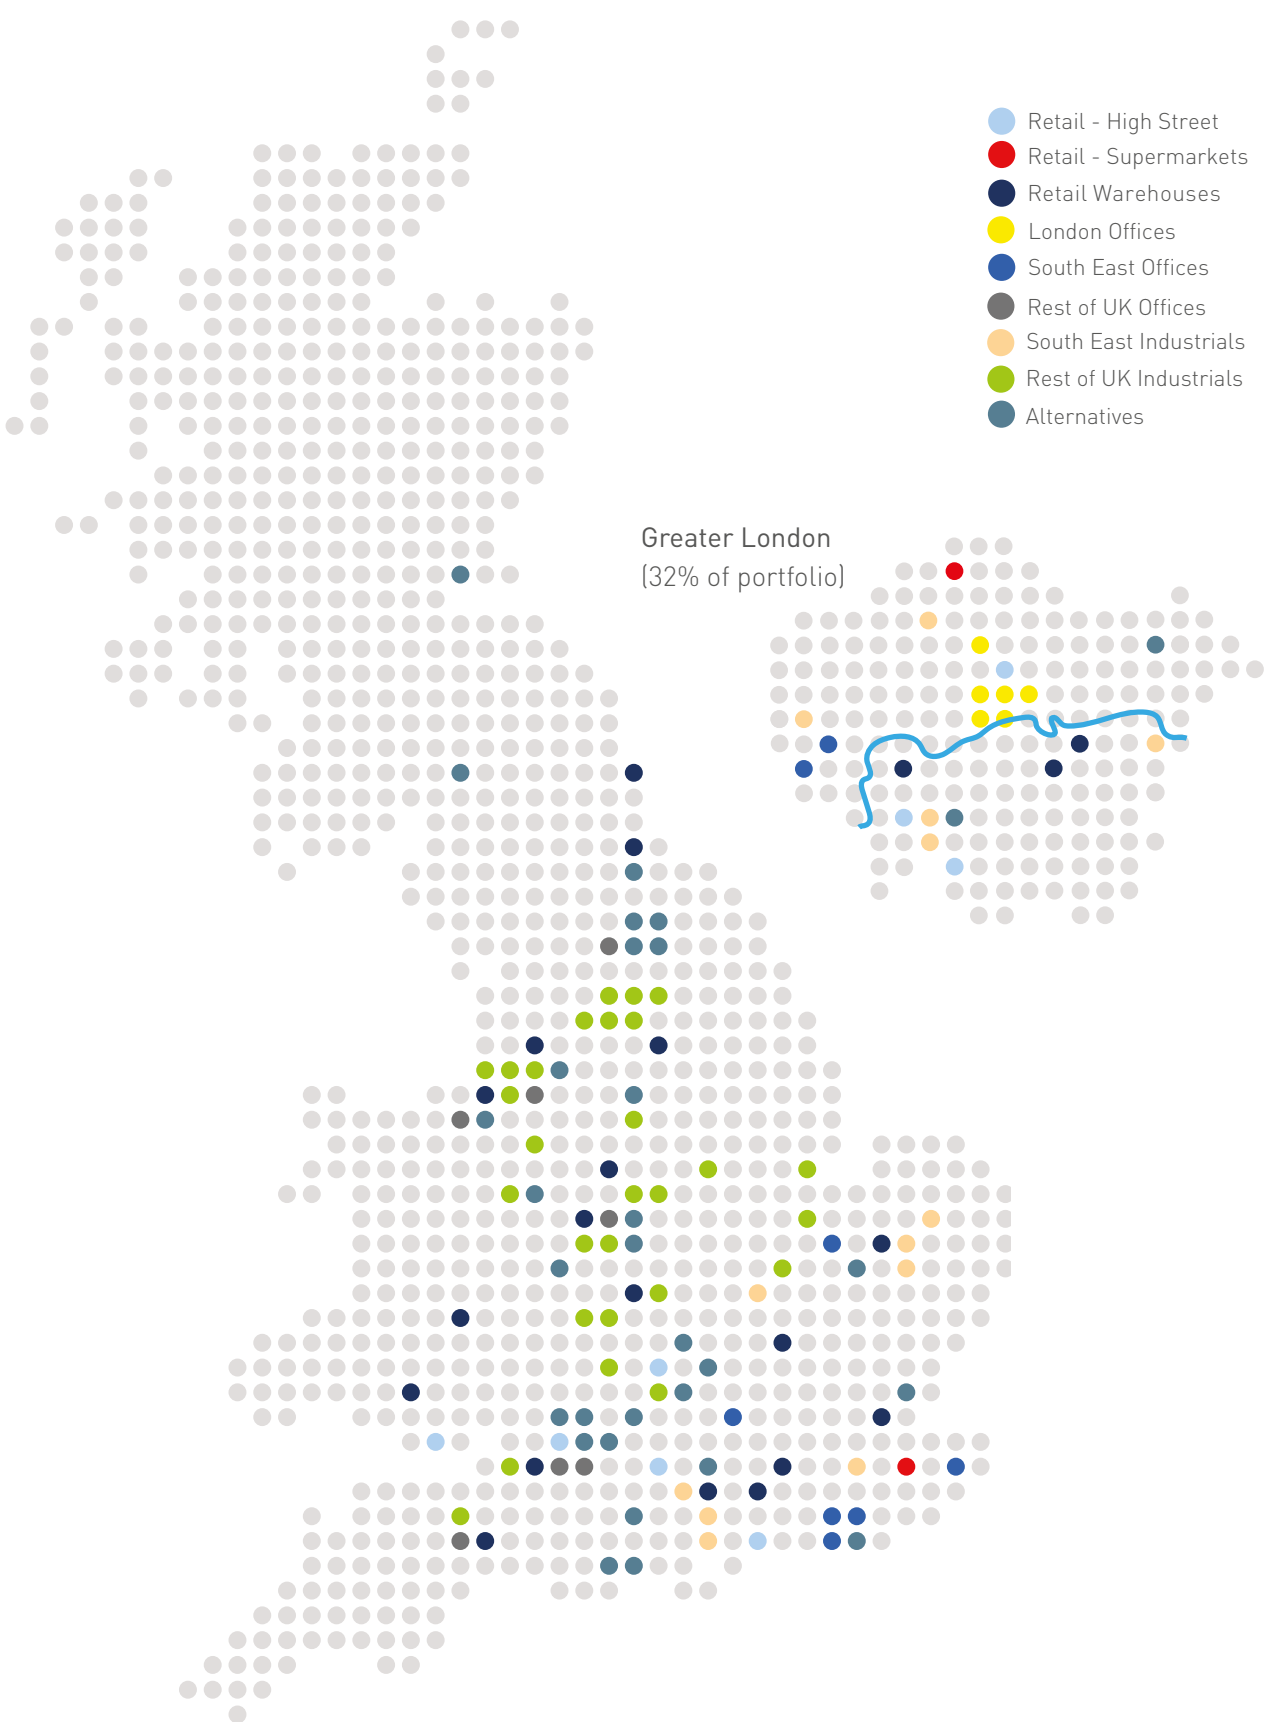 Retail - High Street
Retail - Supermarkets
Retail Warehouses
London Offices
South East Offices
Rest of UK Offices
South East Industrials
Rest of UK Industrials
Alternatives
Greater London
(32% of portfolio)